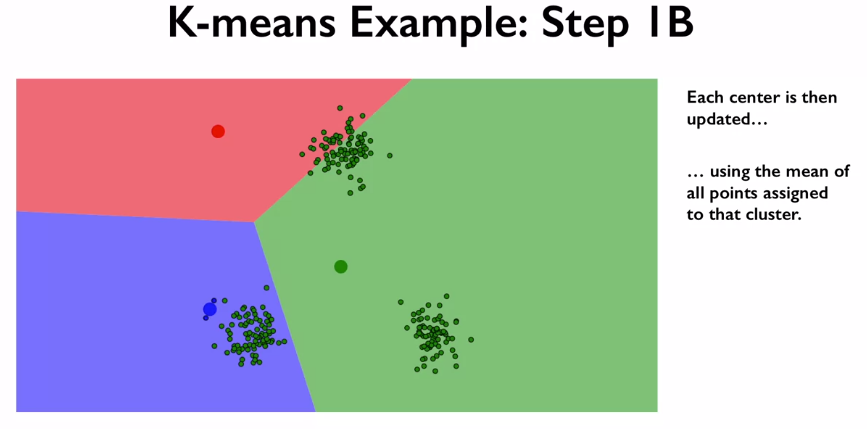 K-means Example: Step 1B
Each center is then
updated…
… using the mean of
all points assigned
to that cluster.